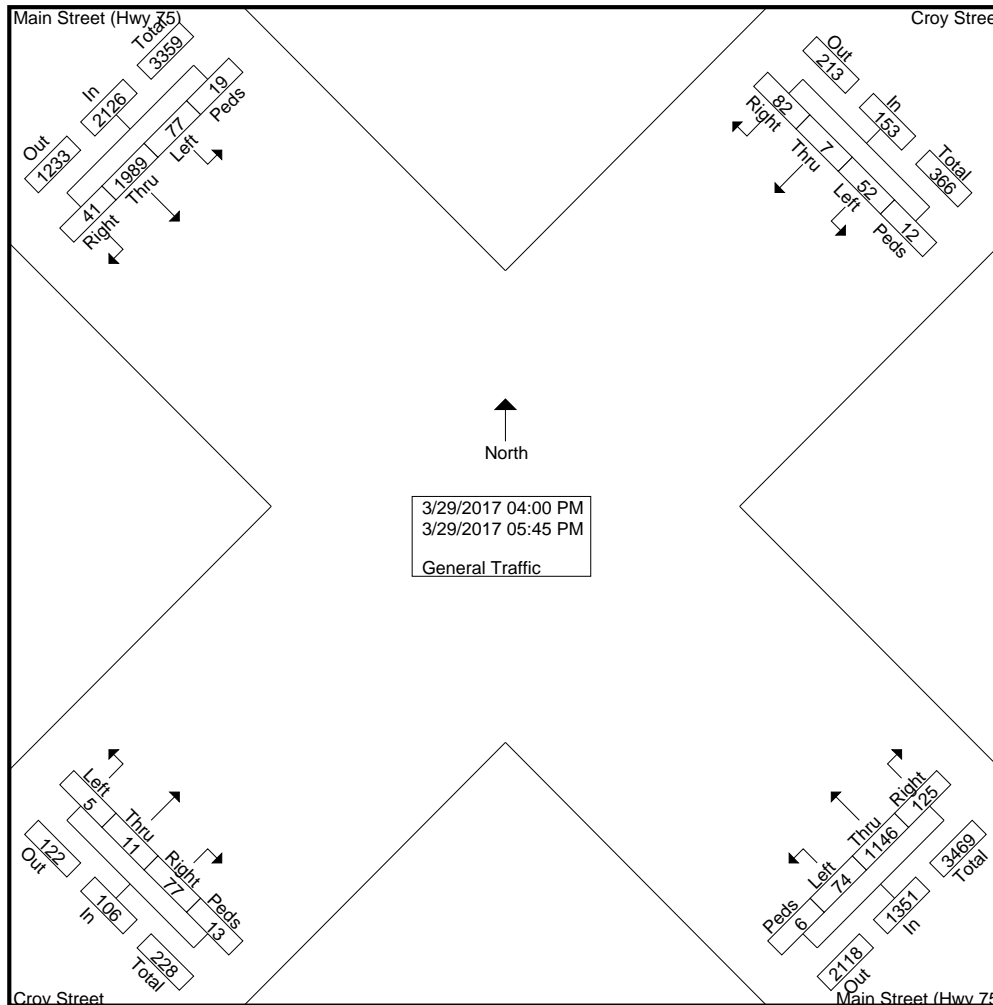 Main Street (Hwy 75)
Croy Stree
Out
In
Total
1233
2126
3359
41
1989
77
19
Right
Thru
Left
Peds
Out
In
Total
213
153
366
82
7
52
12
Right
Thru
Left
Peds
North
3/29/2017 04:00 PM
3/29/2017 05:45 PM
General Traffic
Left
Thru
Right
Peds
5
11
77
13
122
106
228
Out
In
Total
Peds
Left
Thru
Right
6
74
1146
125
2118
1351
3469
Out
In
Total
Croy Street
Main Street (Hwy 75